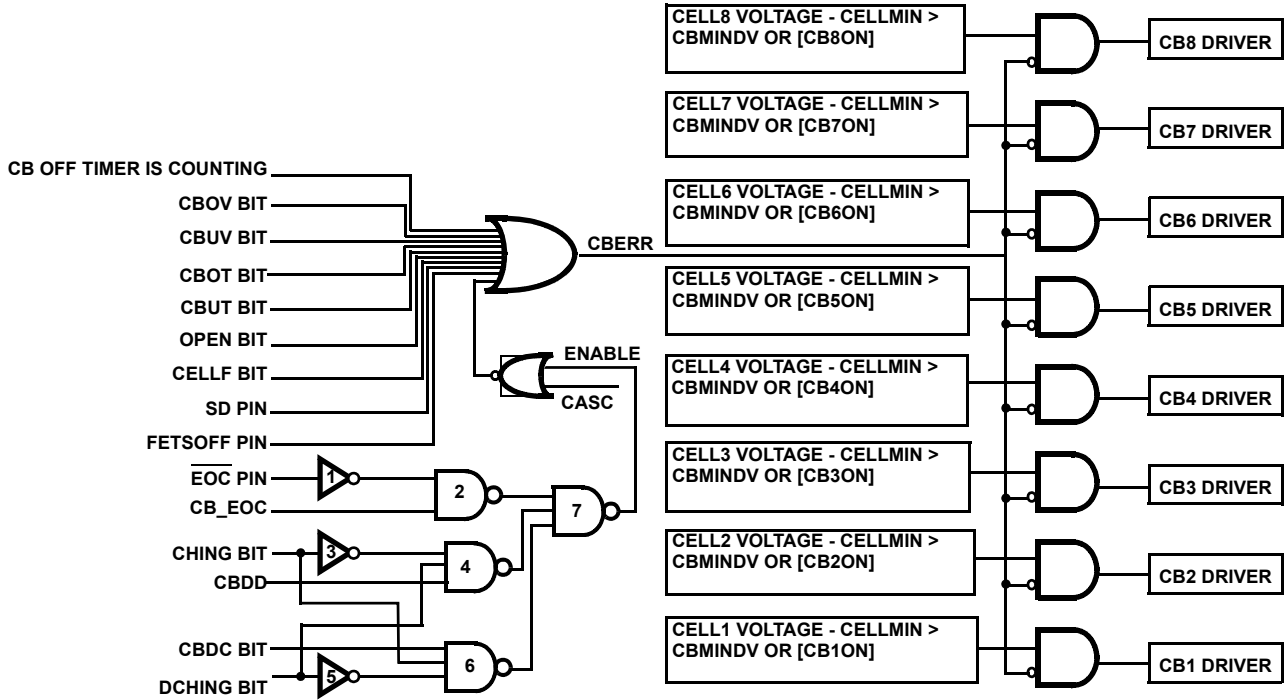 CELL8 VOLTAGE - CELLMIN >
CBMINDV OR [CB8ON]
CB8 DRIVER
CELL7 VOLTAGE - CELLMIN >
CBMINDV OR [CB7ON]
CB7 DRIVER
CB OFF TIMER IS COUNTING
CBOV BIT
CBUV BIT
CBOT BIT
CBUT BIT
OPEN BIT
CELLF BIT
SD PIN
FETSOFF PIN
EOC PIN
CB_EOC
CHING BIT
CBDD
CBDC BIT
DCHING BIT
1
2
3
4
5
6
7
CBERR
ENABLE
CASC
CELL6 VOLTAGE - CELLMIN >
CBMINDV OR [CB6ON]
CB6 DRIVER
CELL5 VOLTAGE - CELLMIN >
CBMINDV OR [CB5ON]
CB5 DRIVER
CELL4 VOLTAGE - CELLMIN >
CBMINDV OR [CB4ON]
CB4 DRIVER
CELL3 VOLTAGE - CELLMIN >
CBMINDV OR [CB3ON]
CB3 DRIVER
CELL2 VOLTAGE - CELLMIN >
CBMINDV OR [CB2ON]
CB2 DRIVER
CELL1 VOLTAGE - CELLMIN >
CBMINDV OR [CB1ON]
CB1 DRIVER